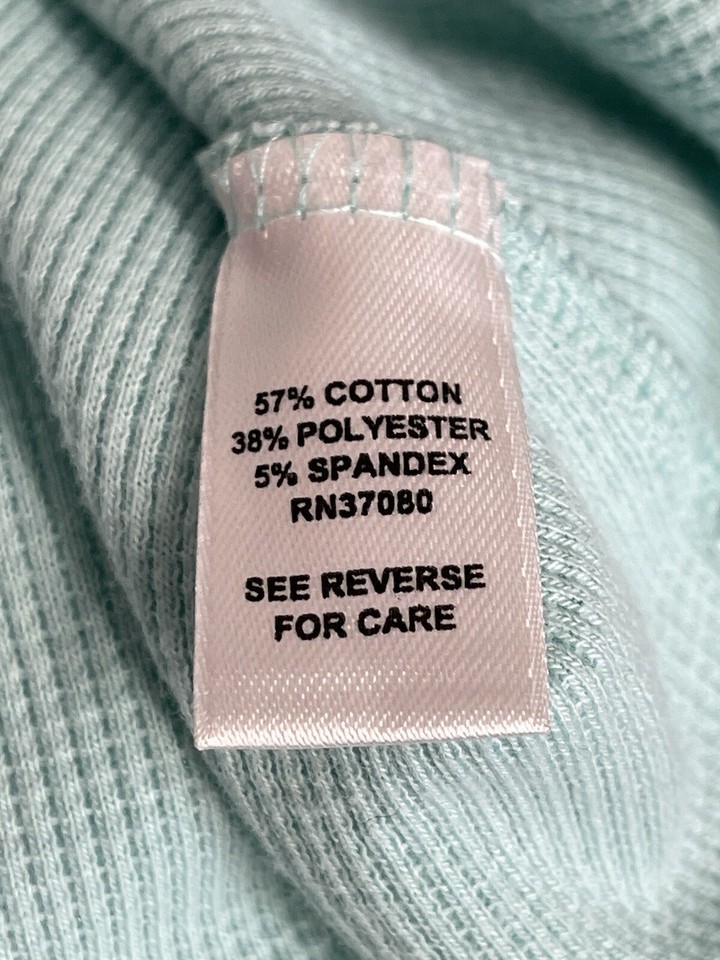 57% COTTON
38% POLYESTER
5% SPANDEX
RN37080
SEE REVERSE
FOR CARE